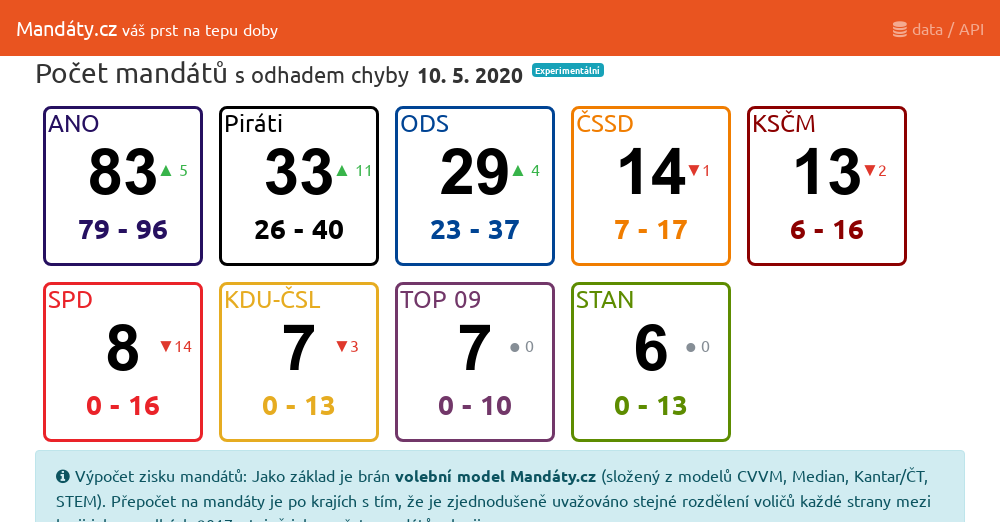 Mandáty.cz váš prst na tepu doby
data / API
Počet mandátů s odhadem chyby 10. 5. 2020 Experimentální
ANO
83 ▲ 5
79 - 96
Piráti
33 ▲ 11
26 - 40
ODS
29 ▲ 4
23 - 37
ČSSD
14 ▼1
7 - 17
KSČM
13 ▼2
6 - 16
SPD
8 ▼14
0 - 16
KDU-ČSL
7 ▼3
0 - 13
TOP 09
7 ● 0
0 - 10
STAN
6 ● 0
0 - 13
Výpočet zisku mandátů: Jako základ je brán volební model Mandáty.cz (složený z modelů CVVM, Median, Kantar/ČT,
STEM). Přepočet na mandáty je po krajích s tím, že je zjednodušeně uvažováno stejné rozdělení voličů každé strany mezi